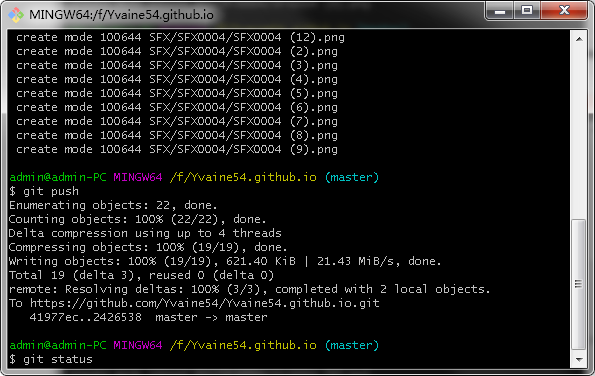 MINGW64:/f/Yvaine54.github.io
create mode 100644 SFX/SFX0004/SFX0004 (12).png
create mode 100644 SFX/SFX0004/SFX0004 (2).png
create mode 100644 SFX/SFX0004/SFX0004 (3).png
create mode 100644 SFX/SFX0004/SFX0004 (4).png
create mode 100644 SFX/SFX0004/SFX0004 (5).png
create mode 100644 SFX/SFX0004/SFX0004 (6).png
create mode 100644 SFX/SFX0004/SFX0004 (7).png
create mode 100644 SFX/SFX0004/SFX0004 (8).png
create mode 100644 SFX/SFX0004/SFX0004 (9).png
admin@admin-PC MINGW64 /f/Yvaine54.github.io (master)
$ git push
Enumerating objects: 22, done.
Counting objects: 100% (22/22), done.
Delta compression using up to 4 threads
Compressing objects: 100% (19/19), done.
Writing objects: 100% (19/19), 621.40 KiB | 21.43 MiB/s, done.
Total 19 (delta 3), reused 0 (delta 0)
remote: Resolving deltas: 100% (3/3), completed with 2 local objects.
To https://github.com/Yvaine54/Yvaine54.github.io.git
41977ec..2426538  master -> master
admin@admin-PC MINGW64 /f/Yvaine54.github.io (master)
$ git status